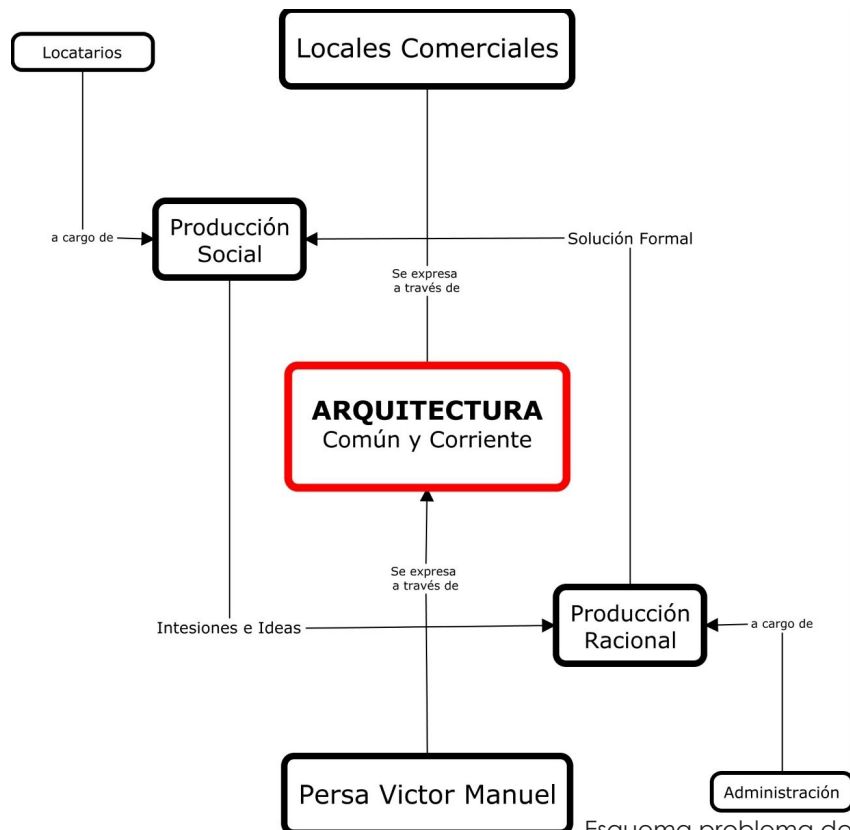 Locales Comerciales
Locatarios
Producción
Social
a cargo de
Solución Formal
Se expresa
a través de
ARQUITECTURA
Común y Corriente
Se expresa
a través de
Producción
Racional
a cargo de
Intesiones e Ideas
Persa Victor Manuel
Administración
Esquema problema de